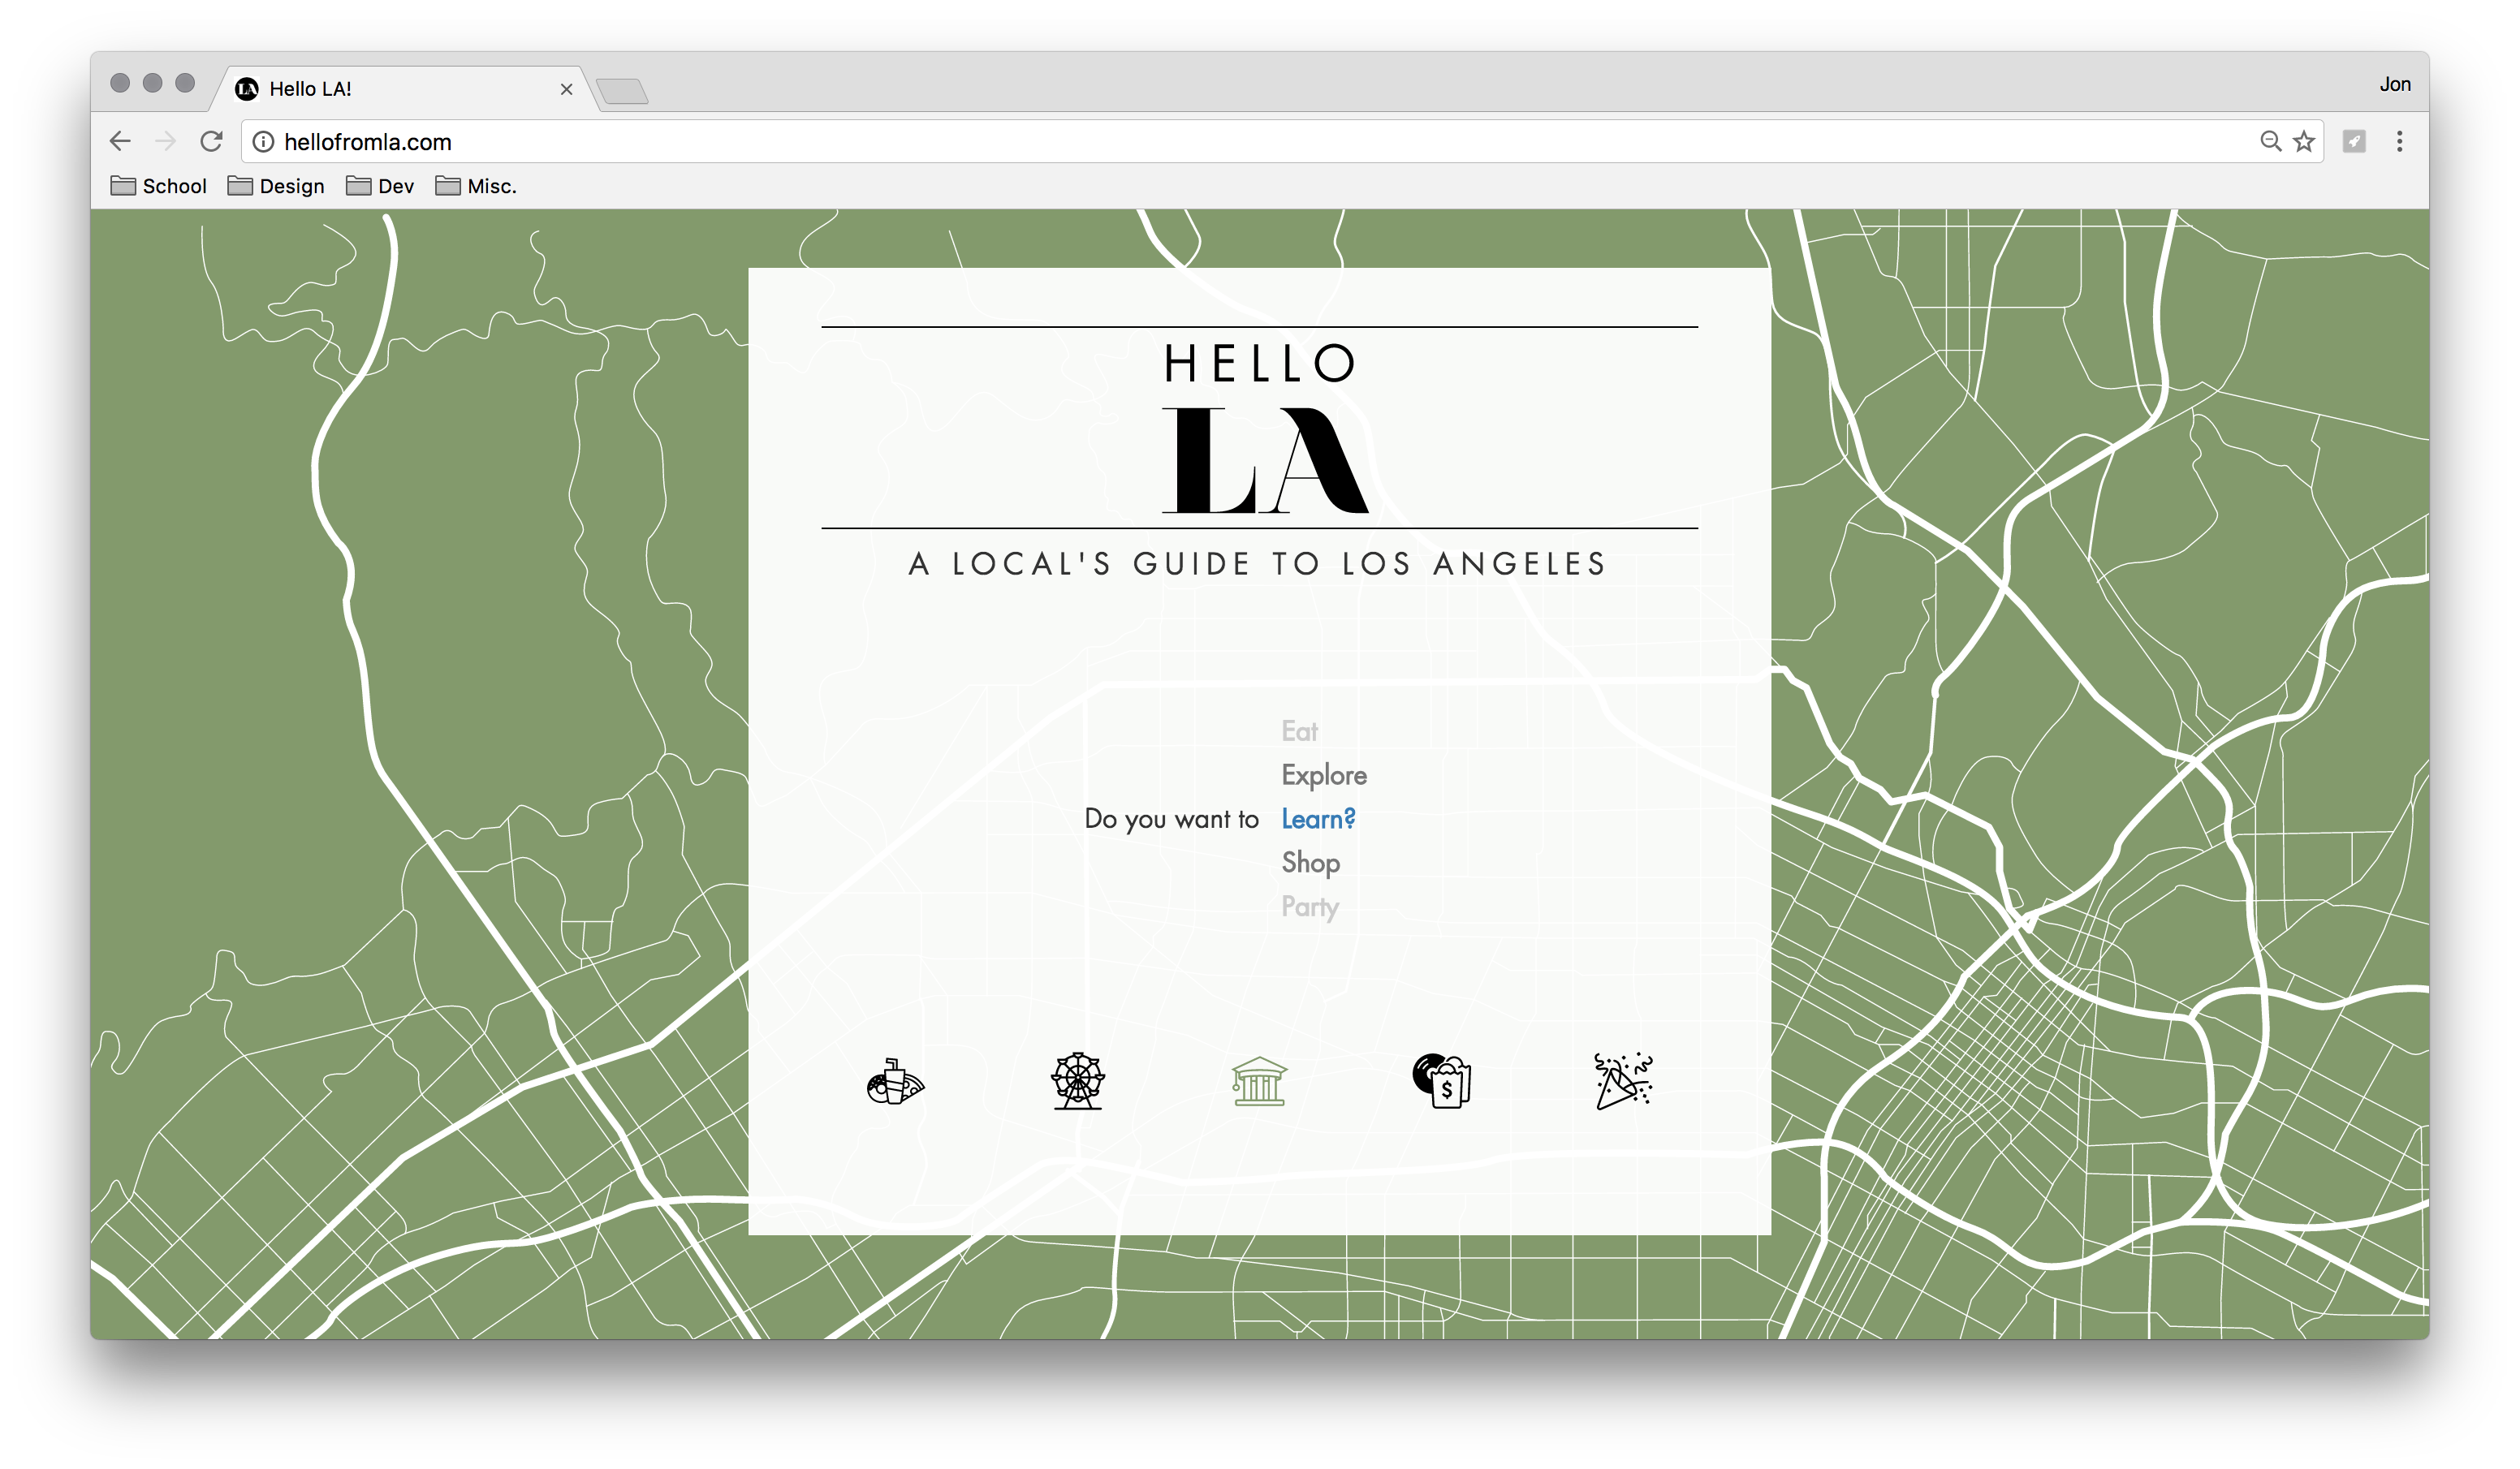 Hello LA!
Jon
hellofromla.com
School Design Dev Misc.
HELLO
LA
A LOCAL'S GUIDE TO LOS ANGELES
Eat
Explore
Do you want to Learn?
Shop
Party
$